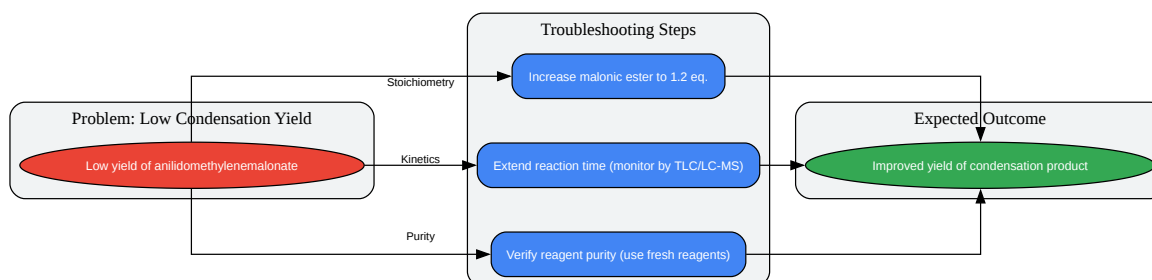 Troubleshooting Steps
Increase malonic ester to 1.2 eq.
Stoichiometry
Problem: Low Condensation Yield
Expected Outcome
Low yield of anilidomethylenemalonate
Kinetics
Extend reaction time (monitor by TLC/LC-MS)
Improved yield of condensation product
Purity
Verify reagent purity (use fresh reagents)